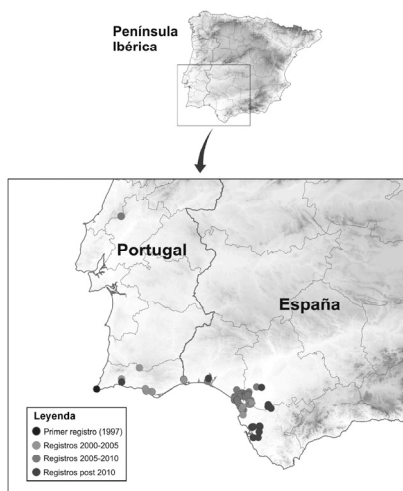 Península
Ibérica
Portugal
España
Leyenda
Primer registro (1997)
Registros 2000-2005
Registros 2005-2010
Registros post 2010